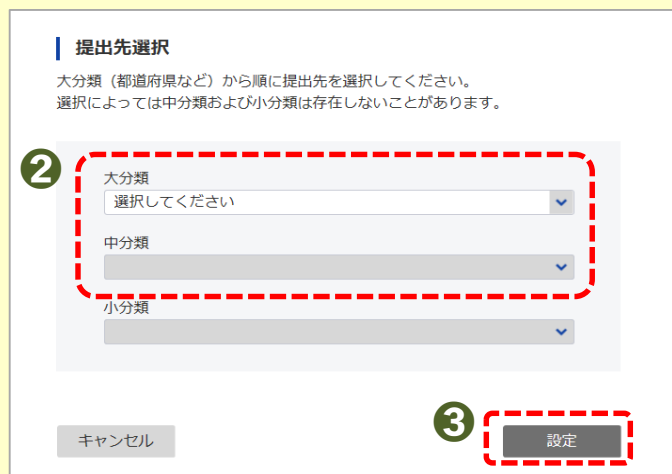 提出先選択
大分類（都道府県など）から順に提出先を選択してください。
選択によっては中分類および小分類は存在しないことがあります。
❷
大分類
選択してください
中分類
小分類
❸
キャンセル
設定